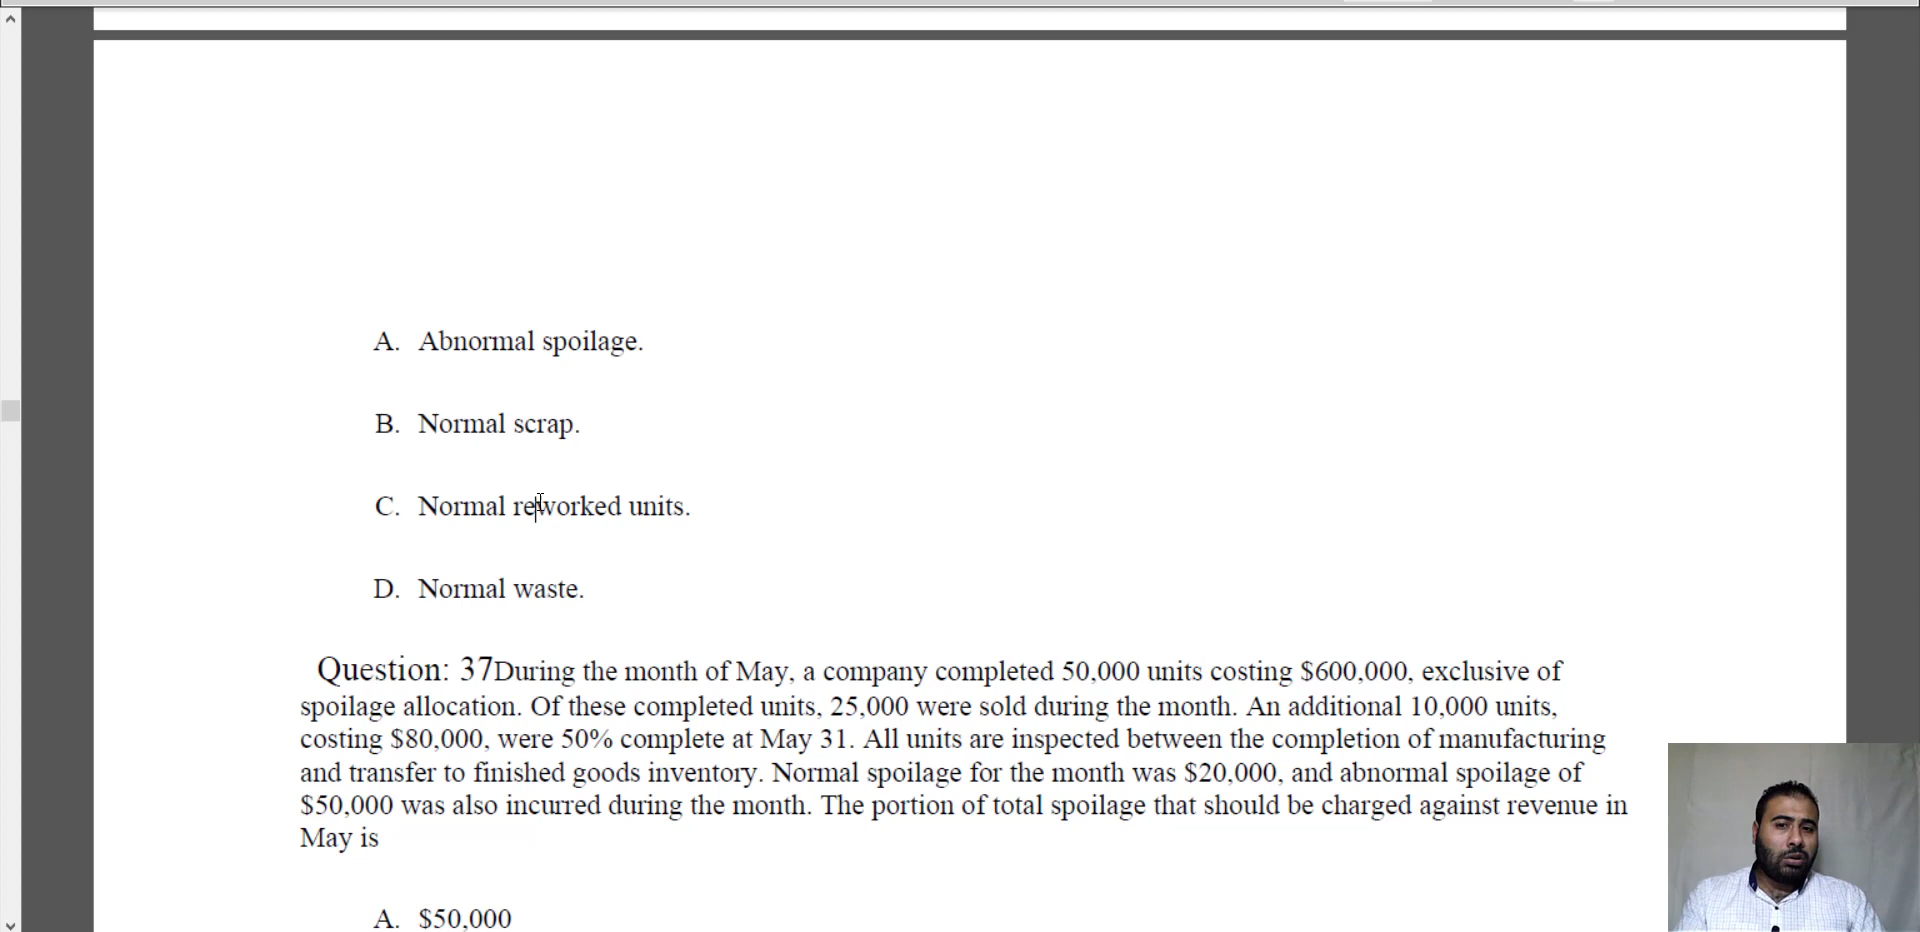 A. Abnormal spoilage.
B. Normal scrap.
C. Normal reworked units.
D. Normal waste.
Question: 37During the month of May, a company completed 50,000 units costing $600,000, exclusive of
spoilage allocation. Of these completed units, 25,000 were sold during the month. An additional 10,000 units,
costing $80,000, were 50% complete at May 31. All units are inspected between the completion of manufacturing
and transfer to finished goods inventory. Normal spoilage for the month was $20,000, and abnormal spoilage of
$50,000 was also incurred during the month. The portion of total spoilage that should be charged against revenue in
May is
A. $50,000